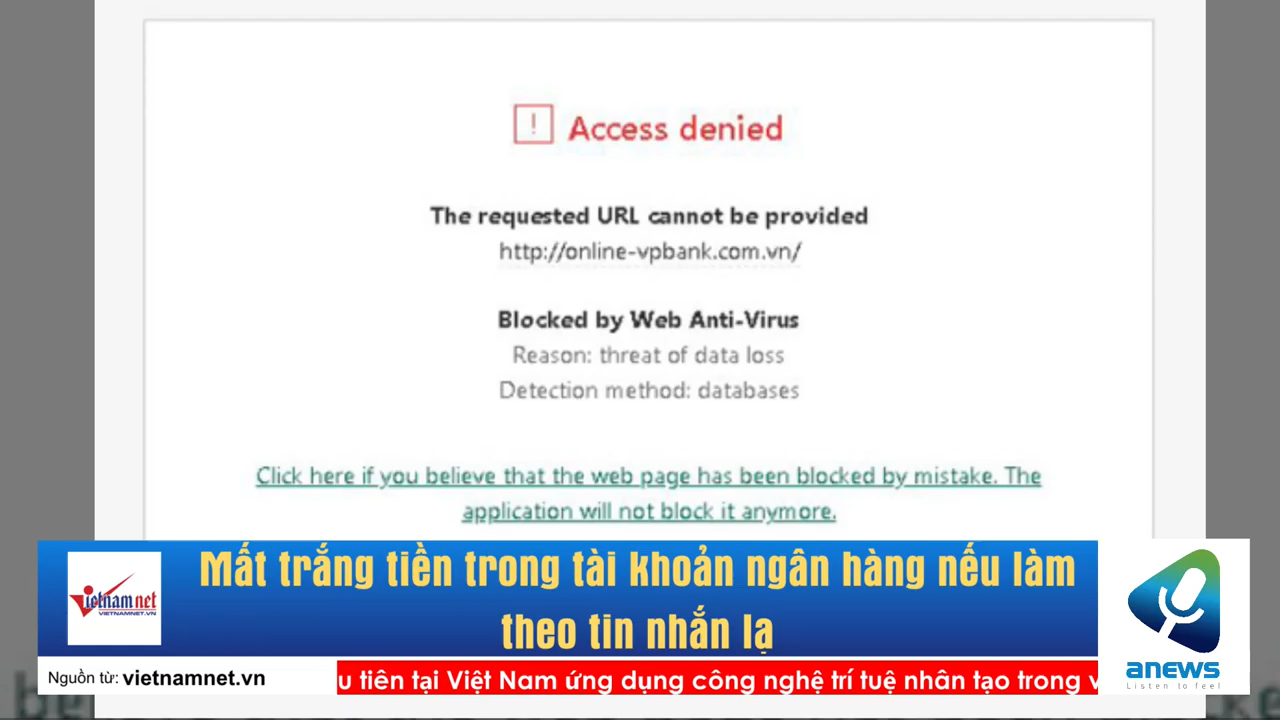 ! Access denied
The requested URL cannot be provided
http://online-vpbank.com.vn/
Blocked by Web Anti-Virus
Reason: threat of data loss
Detection method: databases
Click here if you believe that the web page has been blocked by mistake. The
application will not block it anymore.
Mất trắng tiền trong tài khoản ngân hàng nếu làm
theo tin nhắn lạ
Vietnamnet
VIETNAMNET.VN
Nguồn từ: vietnamnet.vn
u tiên tại Việt Nam ứng dụng công nghệ trí tuệ nhân tạo trong v
anews
Listen to feel